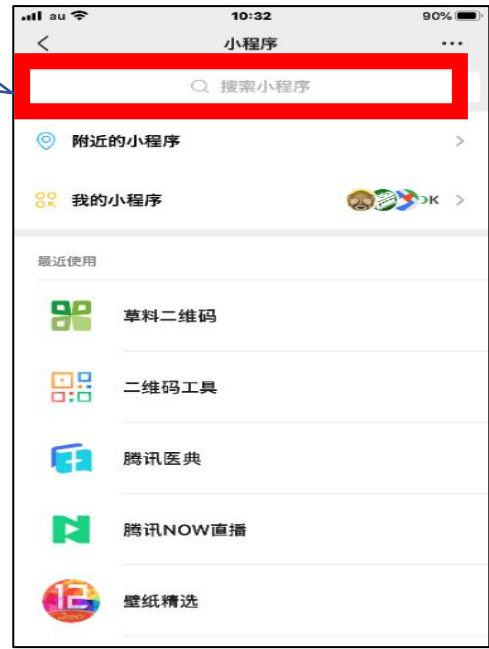 au 10:32 90%
小程序
搜索小程序
附近的小程序
我的小程序
最近使用
草料二维码
二维码工具
腾讯医典
腾讯NOW直播
12
壁纸精选